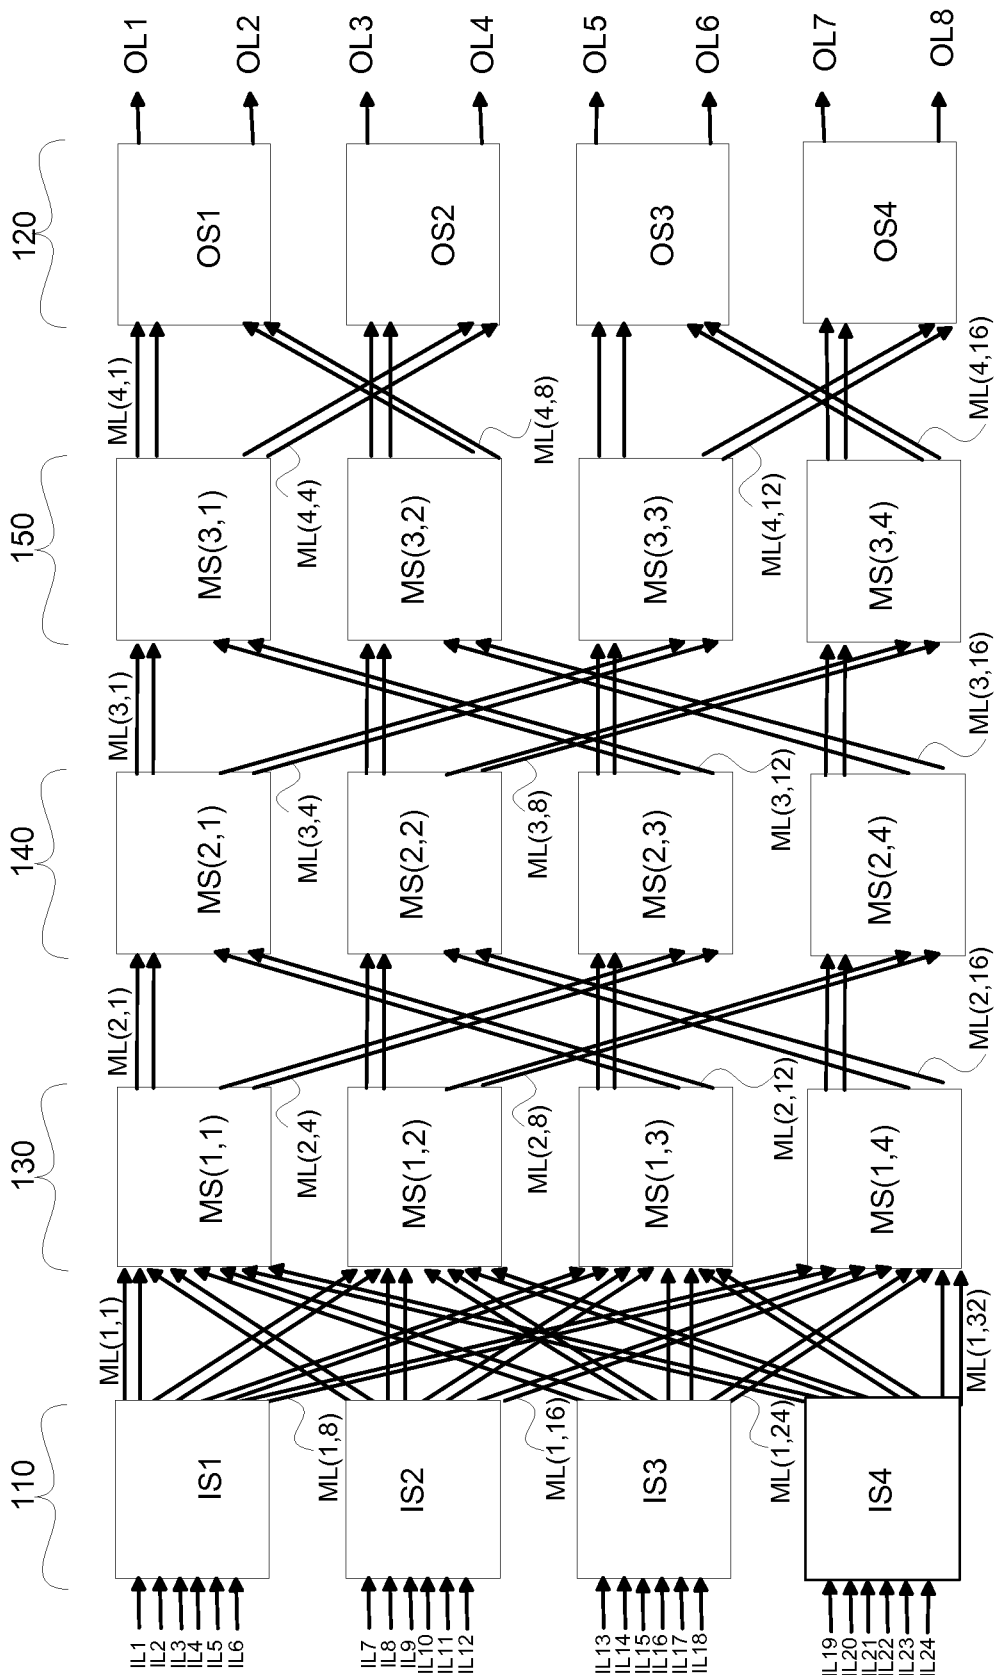 110
130
140
150
120
IL1
IL2
IL3
IL4
IL5
IL6
IS1
ML(1,1)
ML(1,8)
MS(1,1)
ML(2,1)
ML(2,4)
MS(2,1)
ML(3,1)
ML(3,4)
MS(3,1)
ML(4,1)
ML(4,4)
OS1
OL1
OL2
IL7
IL8
IL9
IL10
IL11
IL12
IS2
ML(1,16)
MS(1,2)
ML(2,8)
MS(2,2)
ML(3,8)
MS(3,2)
ML(4,8)
OS2
OL3
OL4
IL13
IL14
IL15
IL16
IL17
IL18
IS3
ML(1,24)
MS(1,3)
ML(2,12)
MS(2,3)
ML(3,12)
MS(3,3)
ML(4,12)
OS3
OL5
OL6
IL19
IL20
IL21
IL22
IL23
IL24
IS4
ML(1,32)
MS(1,4)
ML(2,16)
MS(2,4)
ML(3,16)
MS(3,4)
ML(4,16)
OS4
OL7
OL8